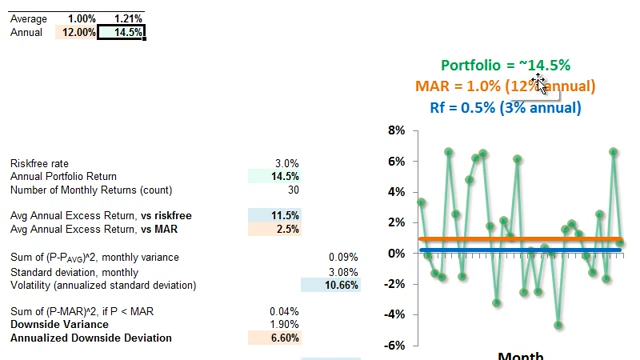 Average 1.00% 1.21%
Annual 12.00% 14.5%
Portfolio = ~14.5%
MAR = 1.0% (12% annual)
Rf = 0.5% (3% annual)
Riskfree rate 3.0%
Annual Portfolio Return 14.5%
Number of Monthly Returns (count) 30
Avg Annual Excess Return, vs riskfree 11.5%
Avg Annual Excess Return, vs MAR 2.5%
Sum of (P-PAVG)^2, monthly variance 0.09%
Standard deviation, monthly 3.08%
Volatility (annualized standard deviation) 10.66%
Sum of (P-MAR)^2, if P < MAR 0.04%
Downside Variance 1.90%
Annualized Downside Deviation 6.60%
8%
6%
4%
2%
0%
-2%
-4%
-6%
Month